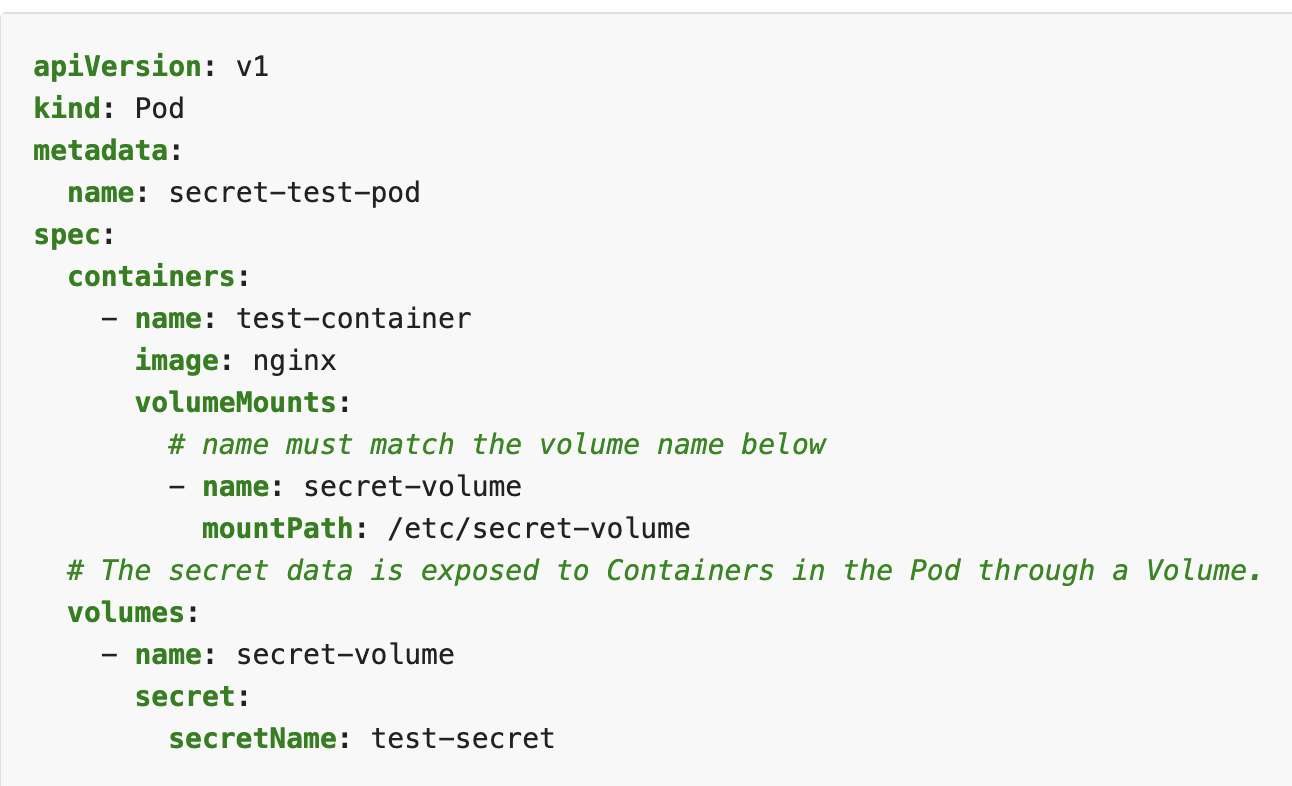 apiVersion: v1
kind: Pod
metadata:
  name: secret-test-pod
spec:
  containers:
    - name: test-container
      image: nginx
      volumeMounts:
        # name must match the volume name below
        - name: secret-volume
          mountPath: /etc/secret-volume
  # The secret data is exposed to Containers in the Pod through a Volume.
  volumes:
    - name: secret-volume
      secret:
        secretName: test-secret